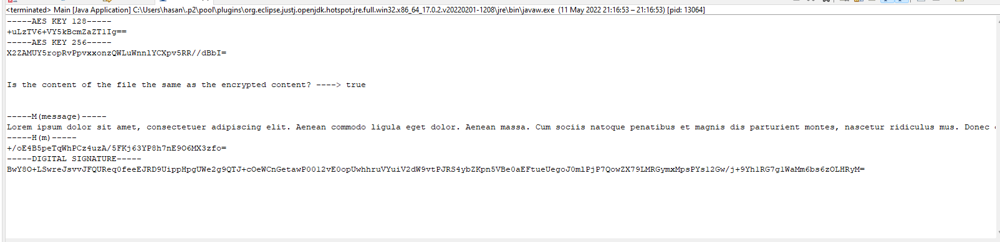 <terminated> Main [Java Application] C:\Users\hasan\.p2\pool\plugins\org.eclipse.justj.openjdk.hotspot.jre.full.win32.x86_64_17.0.2.v20220201-1208\jre\bin\javaw.exe (11 May 2022 21:16:53 – 21:16:53) [pid: 13064]
-----AES KEY 128-----
+uLzTV6+VY5kBcmZaZT1Ig==
-----AES KEY 256-----
X2ZAMUY5ropRvPpvxxonzQWLuWnnlYCXpv5RR//dBbI=
Is the content of the file the same as the encrypted content? ----> true
-----M(message)-----
Lorem ipsum dolor sit amet, consectetuer adipiscing elit. Aenean commodo ligula eget dolor. Aenean massa. Cum sociis natoque penatibus et magnis dis parturient montes, nascetur ridiculus mus. Donec
-----H(m)-----
+/oE4B5peTqWhPCz4uzA/5FKj63YP8h7nE9O6MX3zfo=
-----DIGITAL SIGNATURE-----
BwY8O+LSwreJsvvJFQUReq0feeEJRD9UippHpgUWe2g9QTJ+cOeWCnGetawP0012vE0opUwhhruVYuiV2dW9vtPJRS4ybZKpn5VBe0aEFtueUegoJ0mlPjP7QowZX79LMRGymxMpsPYs12Gw/j+9Yh1RG7glWaMm6bs6zOLHRyM=